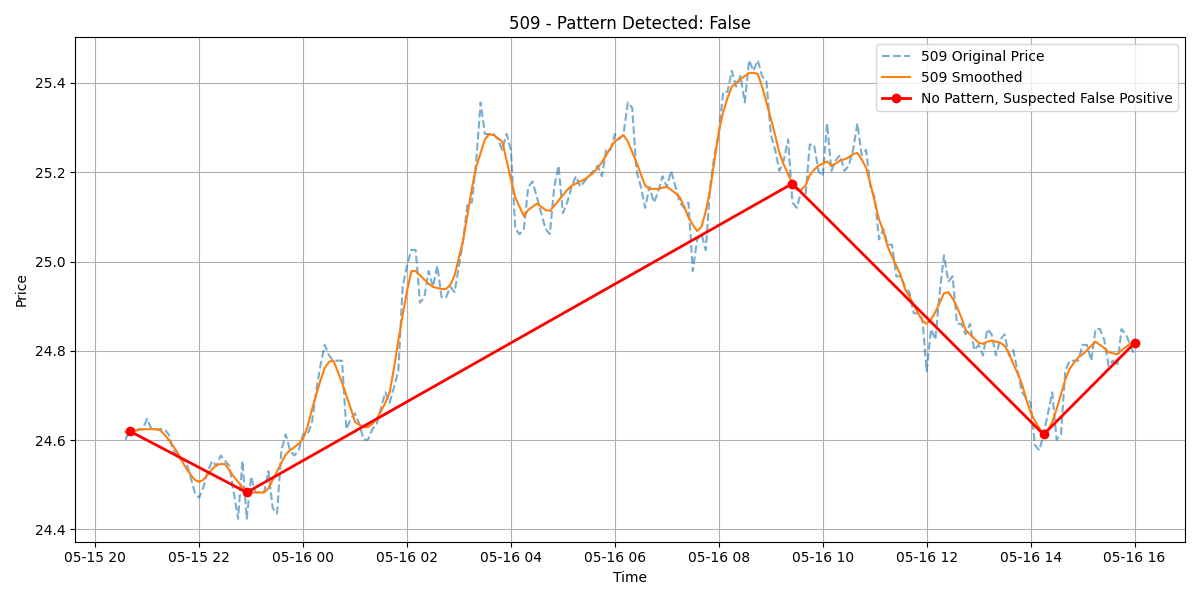 509 - Pattern Detected: False
509 Original Price
509 Smoothed
No Pattern, Suspected False Positive
Price
25.4
25.2
25.0
24.8
24.6
24.4
05-15 20 05-15 22 05-16 00 05-16 02 05-16 04 05-16 06 05-16 08 05-16 10 05-16 12 05-16 14 05-16 16
Time